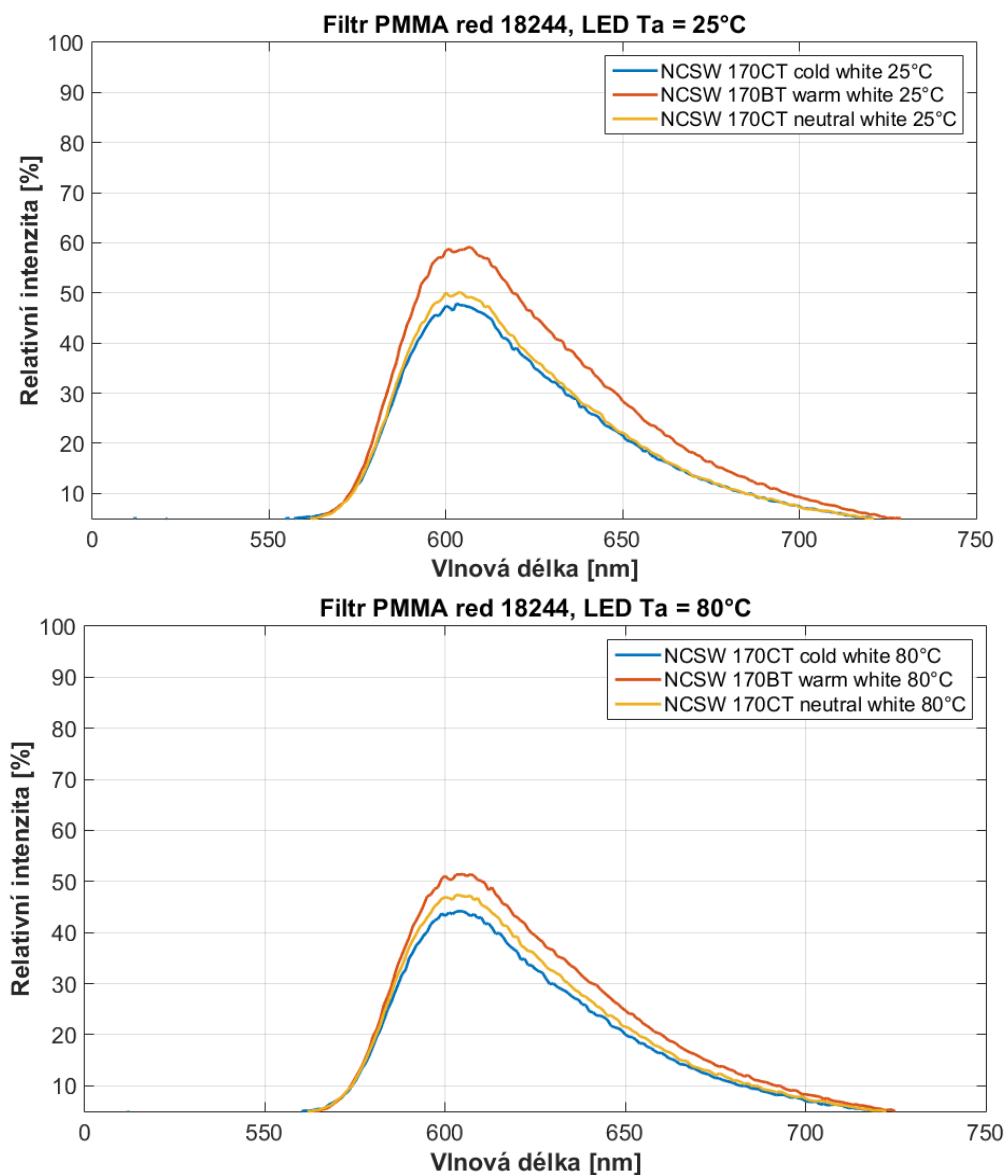 Filtr PMMA red 18244, LED Ta = 25°C
100
90
80
70
60
50
40
30
20
10
Relativní intenzita [%]
NCSW 170CT cold white 25°C
NCSW 170BT warm white 25°C
NCSW 170CT neutral white 25°C
0 550 600 650 700 750
Vlnová délka [nm]
Filtr PMMA red 18244, LED Ta = 80°C
100
90
80
70
60
50
40
30
20
10
Relativní intenzita [%]
NCSW 170CT cold white 80°C
NCSW 170BT warm white 80°C
NCSW 170CT neutral white 80°C
0 550 600 650 700 750
Vlnová délka [nm]